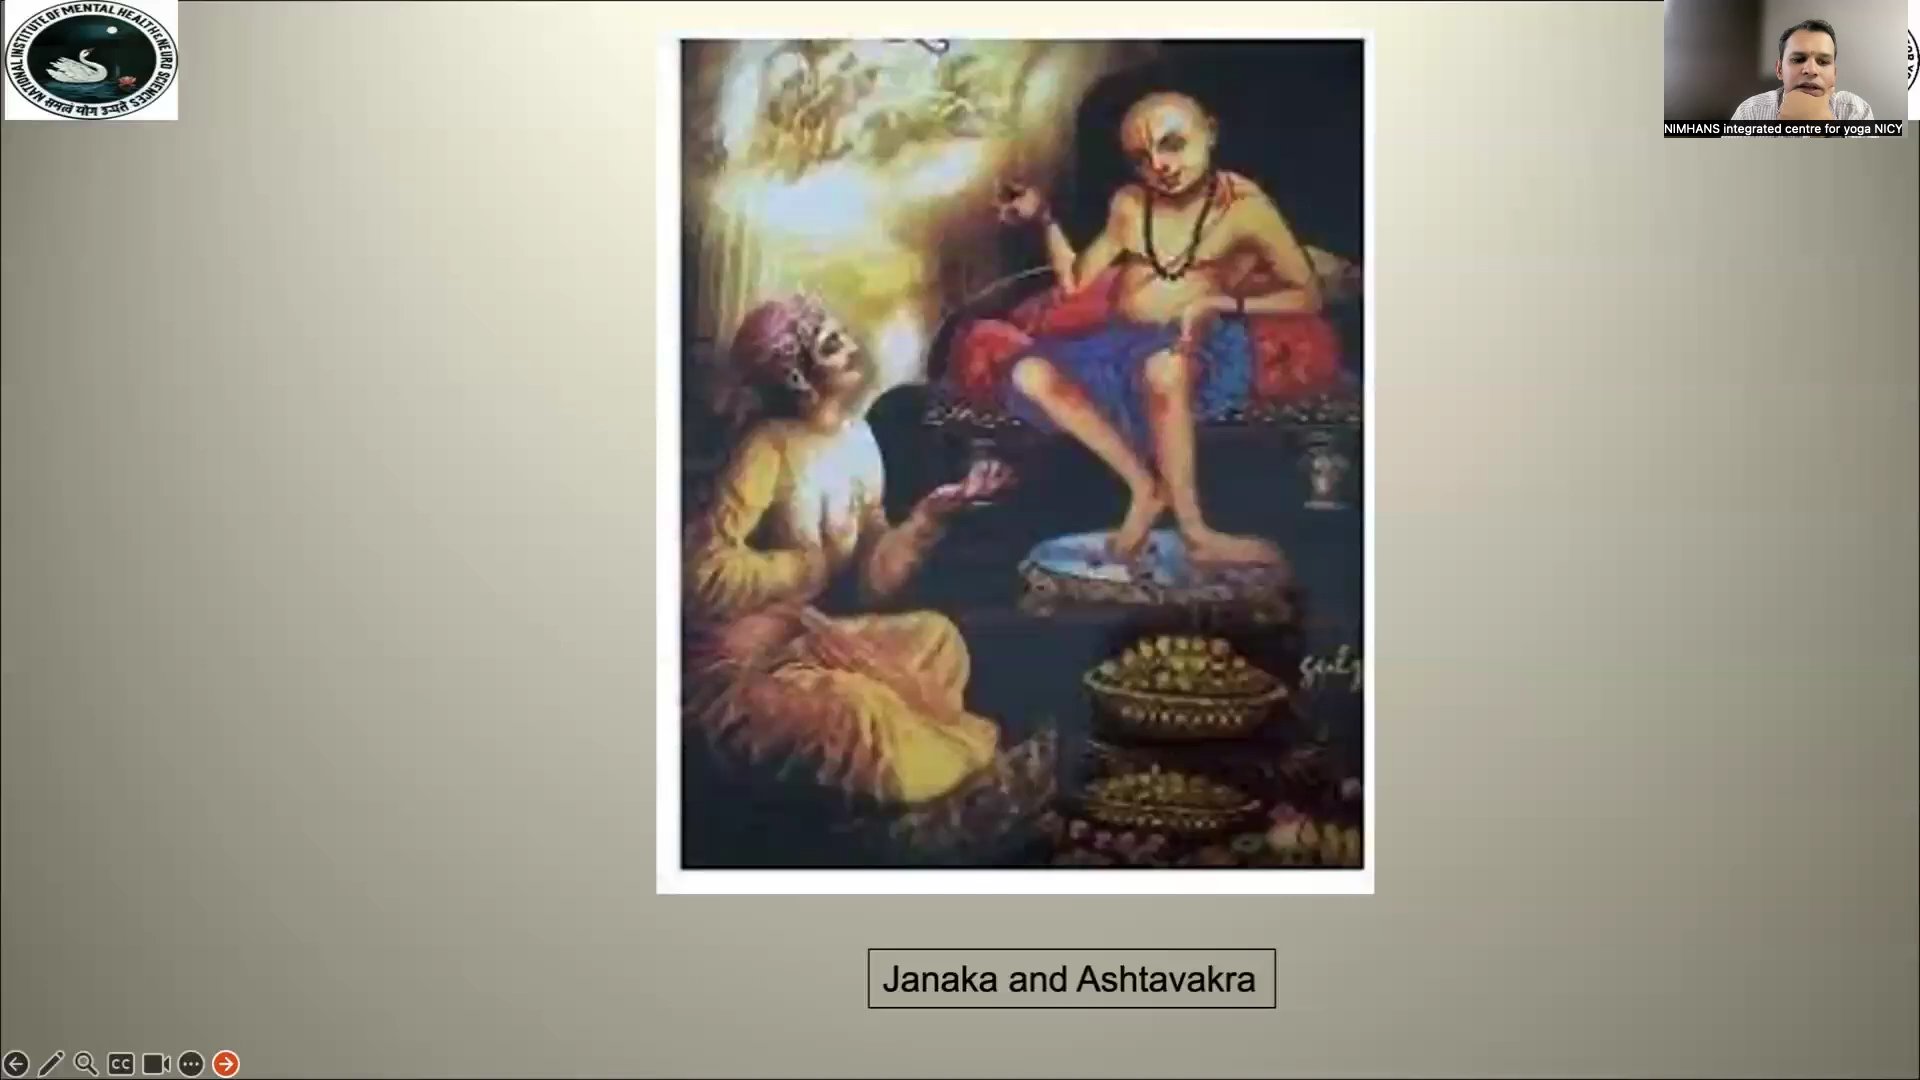 NATIONAL INSTITUTE OF MENTAL HEALTH & NEURO SCIENCES
समत्वं योग उच्यते
NIMHANS integrated centre for yoga NICY
Janaka and Ashtavakra
CC